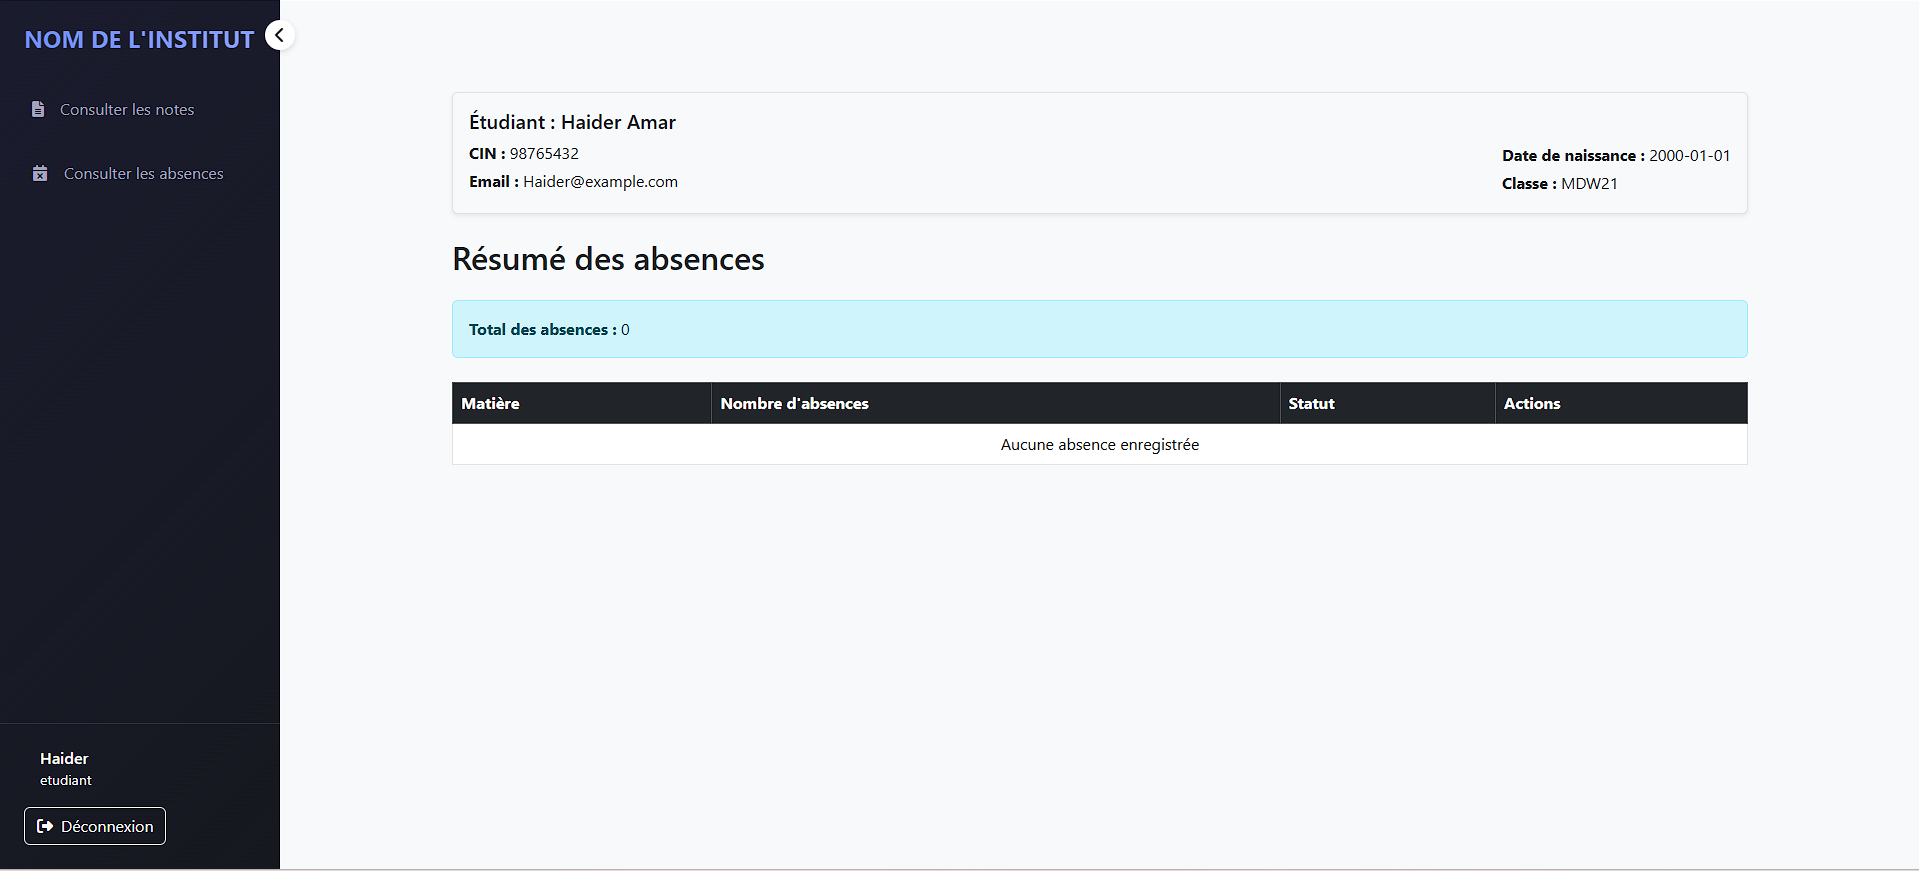 NOM DE L'INSTITUT
Consulter les notes
Consulter les absences
Haider
etudiant
Déconnexion
Étudiant : Haider Amar
CIN : 98765432
Email : Haider@example.com
Date de naissance : 2000-01-01
Classe : MDW21
Résumé des absences
Total des absences : 0
Matière Nombre d'absences Statut Actions
Aucune absence enregistrée